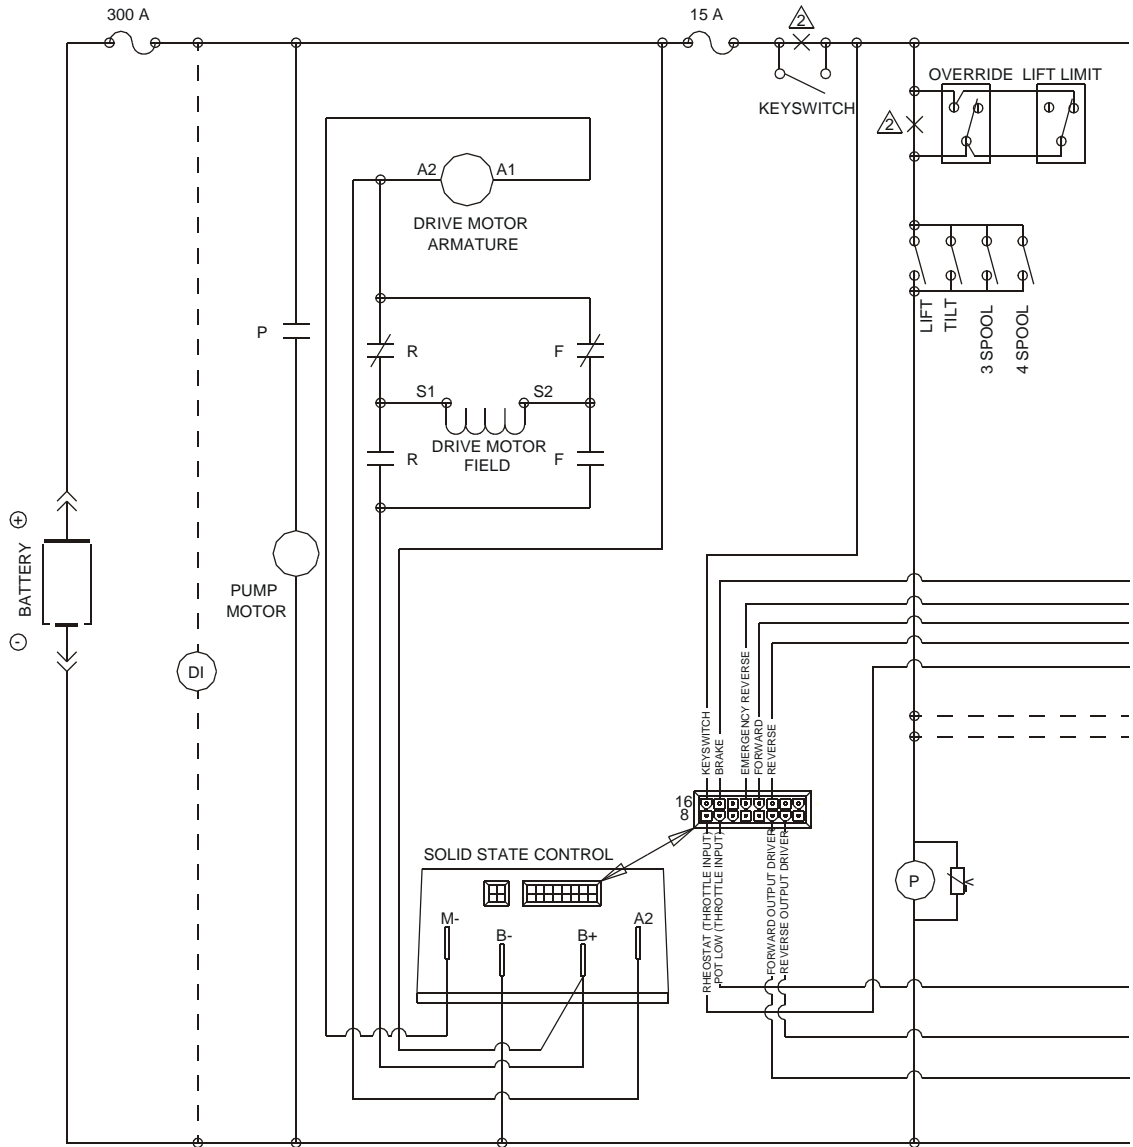 300 A
15 A
2
OVERRIDE LIFT LIMIT
KEYSWITCH
2
A2 A1
DRIVE MOTOR
ARMATURE
LIFT
TILT
3 SPOOL
4 SPOOL
P
R F
S1 S2
DRIVE MOTOR
FIELD
R F
+
BATTERY
-
PUMP
MOTOR
DI
KEYSWITCH
BRAKE
EMERGENCY REVERSE
FORWARD
REVERSE
16
8
SOLID STATE CONTROL
RHEOSTAT (THROTTLE INPUT)
POT LOW (THROTTLE INPUT)
FORWARD OUTPUT DRIVER
REVERSE OUTPUT DRIVER
P
M- B- B+ A2